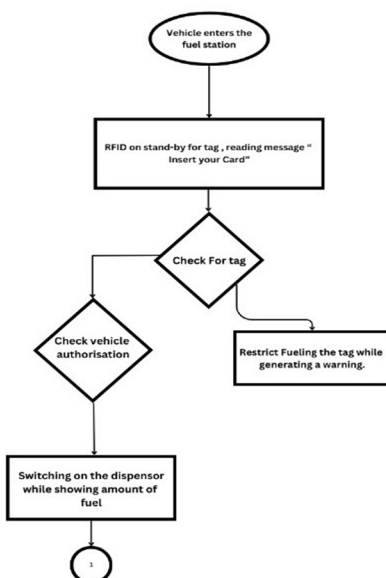 Vehicle enters the
fuel station
RFID on stand-by for tag , reading message “
Insert your Card”
Check For tag
Check vehicle
authorisation
Restrict Fueling the tag while
generating a warning.
Switching on the dispensor
while showing amount of
fuel
1